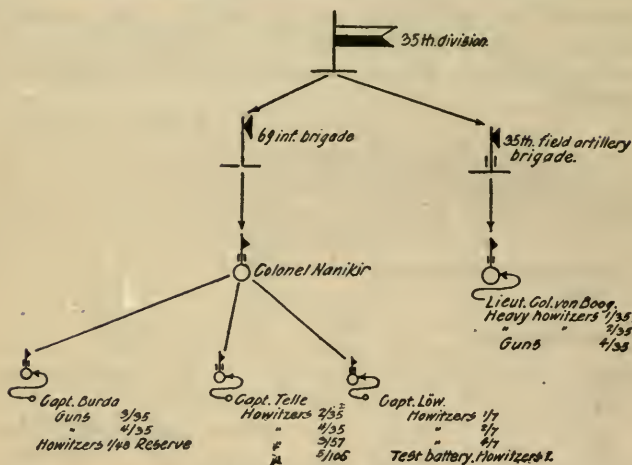 35th. division.
69 inf. brigade
35th. field artillery
brigade.
Colonel Nanikir
Lieut. Col. von Boog.
Heavy howitzers 1/35
" " 2/35
Guns 4/35
Capt. Burda
Guns 3/35
" 4/35
Howitzers 1/48 Reserve
Capt. Telle
Howitzers 2/35
" 4/35
" 3/57
" 5/105
Capt. Löw.
Howitzers 1/7
" 2/7
" 4/7
Test battery. Howitzers